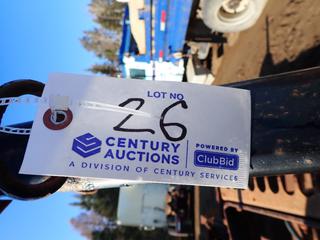 LOT NO.
26
CENTURY
AUCTIONS
POWERED BY
ClubBid
A DIVISION OF CENTURY SERVICES